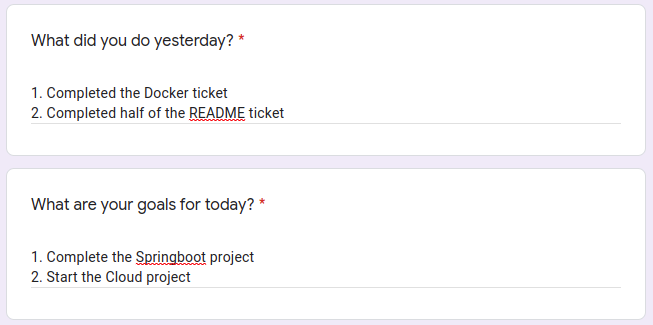 What did you do yesterday? *
1. Completed the Docker ticket
2. Completed half of the README ticket
What are your goals for today? *
1. Complete the Springboot project
2. Start the Cloud project